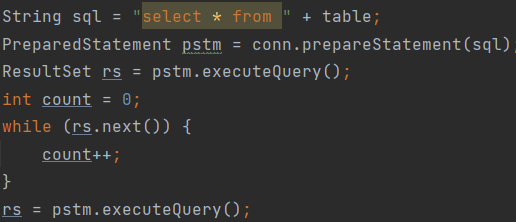 String sql = "select * from " + table;
PreparedStatement pstm = conn.prepareStatement(sql)
ResultSet rs = pstm.executeQuery();
int count = 0;
while (rs.next()) {
    count++;
}
rs = pstm.executeQuery();